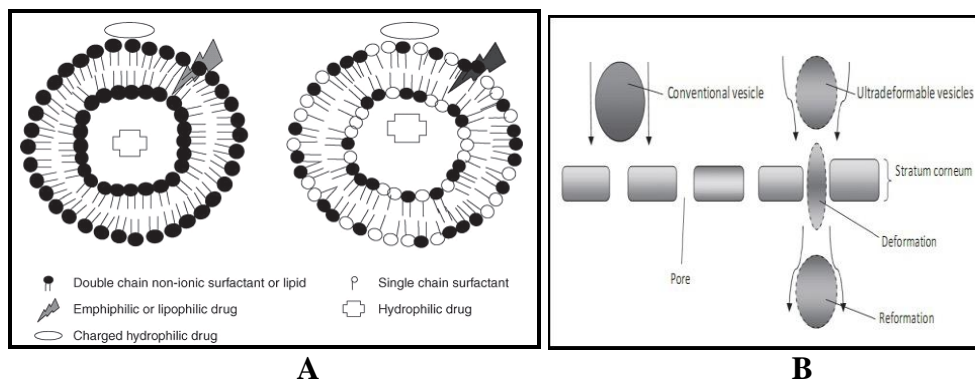 Double chain non-ionic surfactant or lipid
Single chain surfactant
Emphiphilic or lipophilic drug
Hydrophilic drug
Charged hydrophilic drug
A
Conventional vesicle
Ultradeformable vesicles
Stratum corneum
Deformation
Pore
Reformation
B